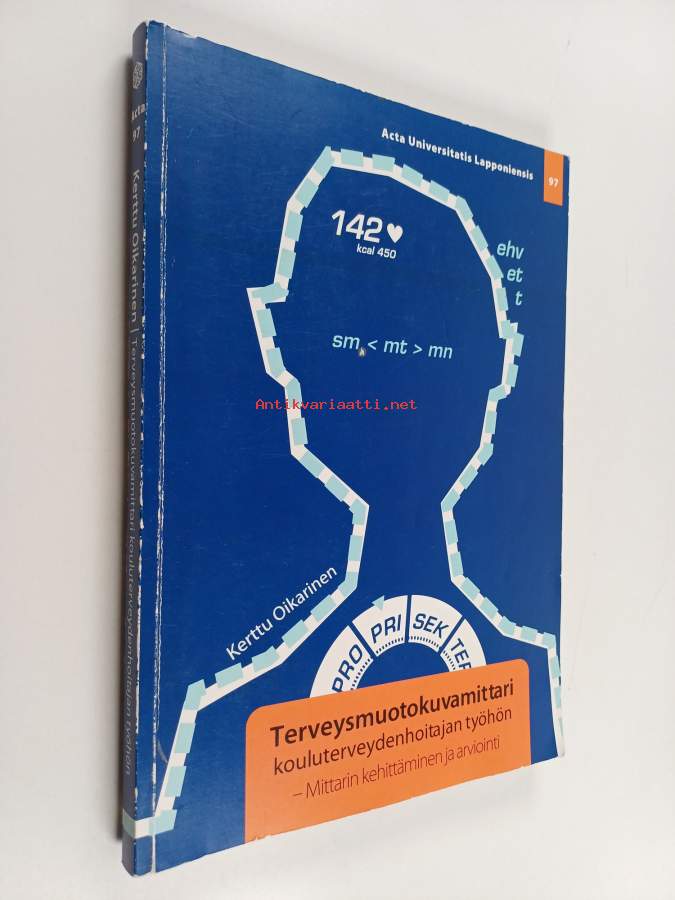 Acta Universitatis Lapponiensis
97
142
kcal 450
ehv
et
t
sm < mt > mn
Antikvariaatti.net
Kerttu Oikarinen
PRO PRI SEK TER
Terveysmuotokuvamittari
kouluterveydenhoitajan työhön
– Mittarin kehittäminen ja arviointi
Acta
97
Kerttu Oikarinen | Terveysmuotokuvamittari kouluterveydenhoitajan työhön